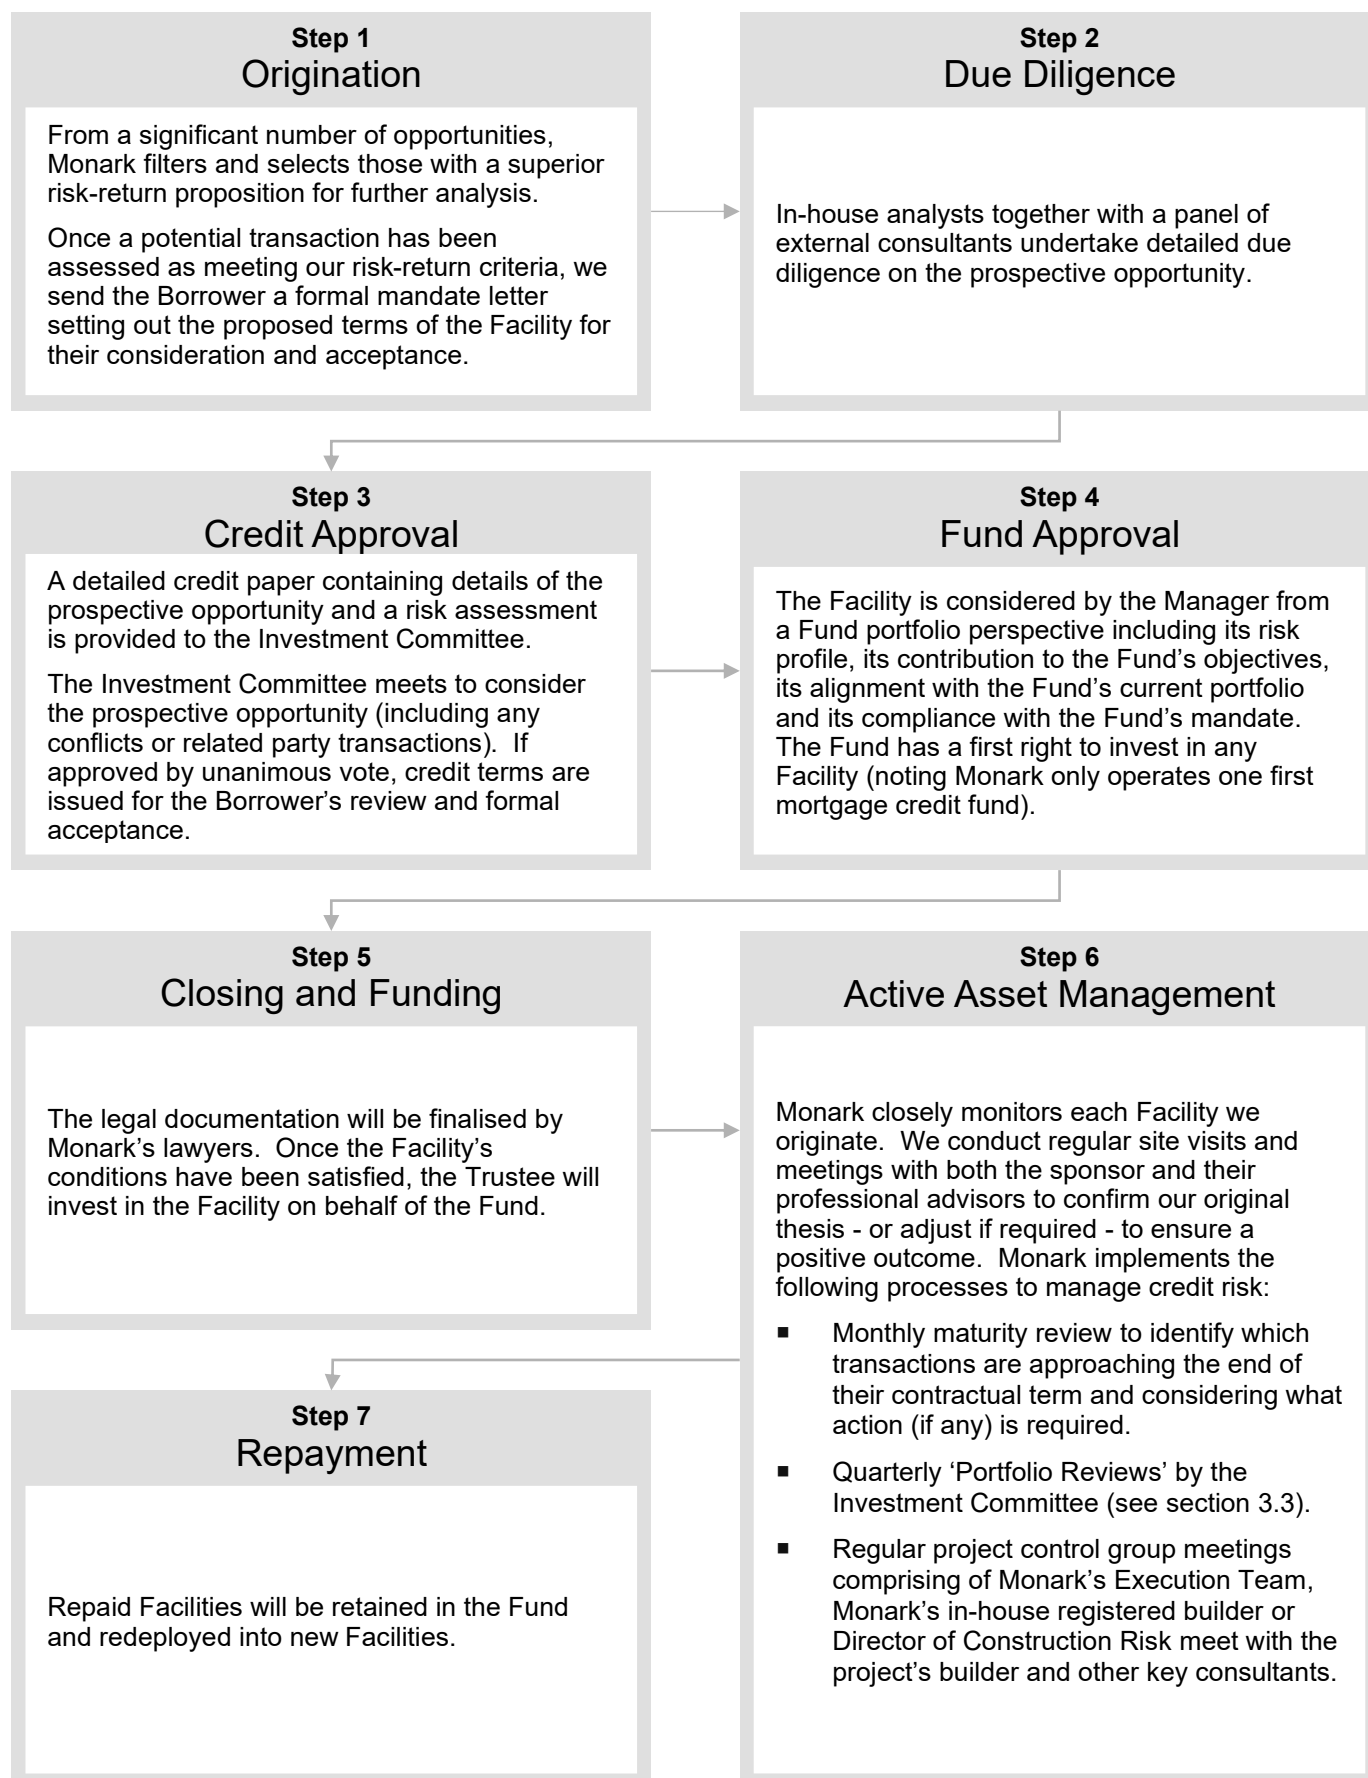 Step 1
Origination
From a significant number of opportunities,
Monark filters and selects those with a superior
risk-return proposition for further analysis.
Once a potential transaction has been
assessed as meeting our risk-return criteria, we
send the Borrower a formal mandate letter
setting out the proposed terms of the Facility for
their consideration and acceptance.
Step 2
Due Diligence
In-house analysts together with a panel of
external consultants undertake detailed due
diligence on the prospective opportunity.
Step 3
Credit Approval
A detailed credit paper containing details of the
prospective opportunity and a risk assessment
is provided to the Investment Committee.
The Investment Committee meets to consider
the prospective opportunity (including any
conflicts or related party transactions).  If
approved by unanimous vote, credit terms are
issued for the Borrower's review and formal
acceptance.
Step 4
Fund Approval
The Facility is considered by the Manager from
a Fund portfolio perspective including its risk
profile, its contribution to the Fund's objectives,
its alignment with the Fund's current portfolio
and its compliance with the Fund's mandate.
The Fund has a first right to invest in any
Facility (noting Monark only operates one first
mortgage credit fund).
Step 5
Closing and Funding
The legal documentation will be finalised by
Monark's lawyers.  Once the Facility's
conditions have been satisfied, the Trustee will
invest in the Facility on behalf of the Fund.
Step 6
Active Asset Management
Monark closely monitors each Facility we
originate.  We conduct regular site visits and
meetings with both the sponsor and their
professional advisors to confirm our original
thesis - or adjust if required - to ensure a
positive outcome.  Monark implements the
following processes to manage credit risk:
▪ Monthly maturity review to identify which
transactions are approaching the end of
their contractual term and considering what
action (if any) is required.
▪ Quarterly ‘Portfolio Reviews’ by the
Investment Committee (see section 3.3).
▪ Regular project control group meetings
comprising of Monark's Execution Team,
Monark's in-house registered builder or
Director of Construction Risk meet with the
project's builder and other key consultants.
Step 7
Repayment
Repaid Facilities will be retained in the Fund
and redeployed into new Facilities.